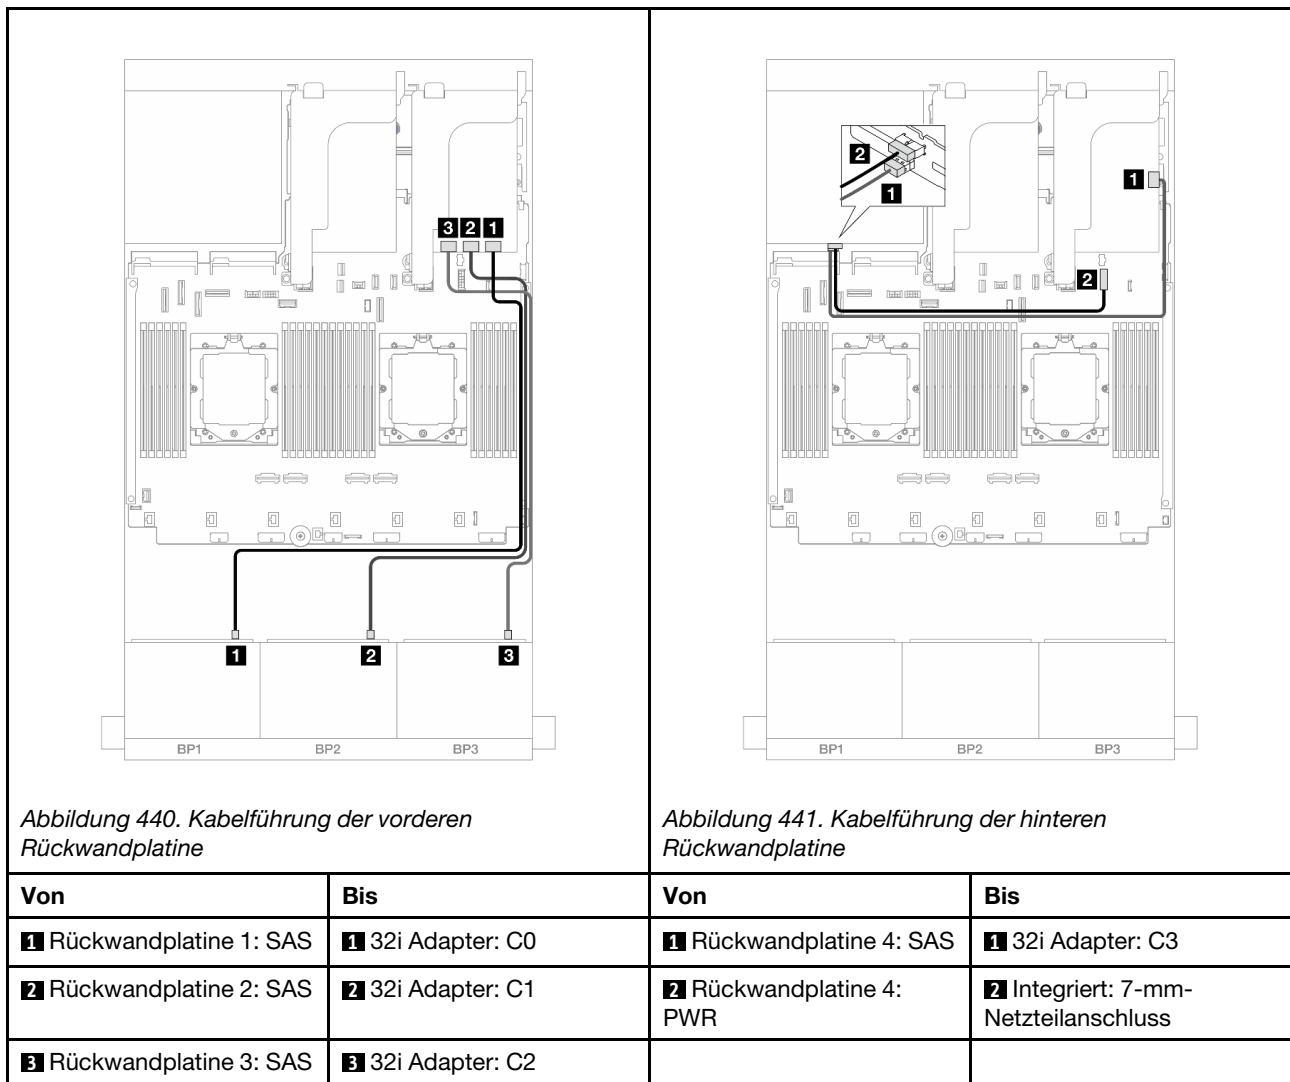 3 2 1
1 2 3
BP1 BP2 BP3
Abbildung 440. Kabelführung der vorderen
Rückwandplatine
2
1
1
2
BP1 BP2 BP3
Abbildung 441. Kabelführung der hinteren
Rückwandplatine
Von Bis Von Bis
1 Rückwandplatine 1: SAS 1 32i Adapter: C0 1 Rückwandplatine 4: SAS 1 32i Adapter: C3
2 Rückwandplatine 2: SAS 2 32i Adapter: C1 2 Rückwandplatine 4:
PWR
2 Integriert: 7-mm-
Netzteilanschluss
3 Rückwandplatine 3: SAS 3 32i Adapter: C2